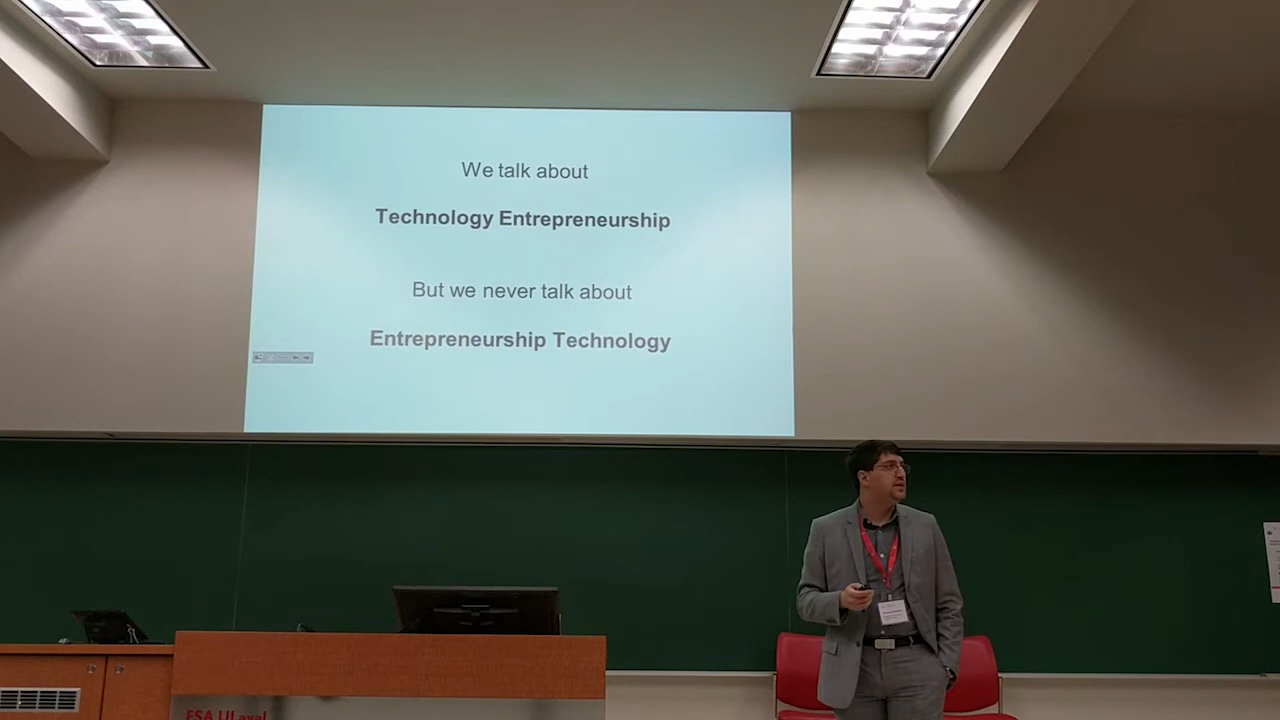 We talk about
Technology Entrepreneurship
But we never talk about
Entrepreneurship Technology
FSA ULaval